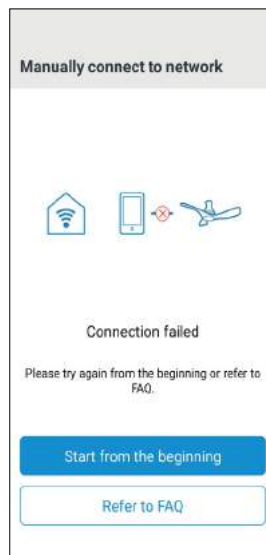 Manually connect to network
Connection failed
Please try again from the beginning or refer to
FAQ.
Start from the beginning
Refer to FAQ